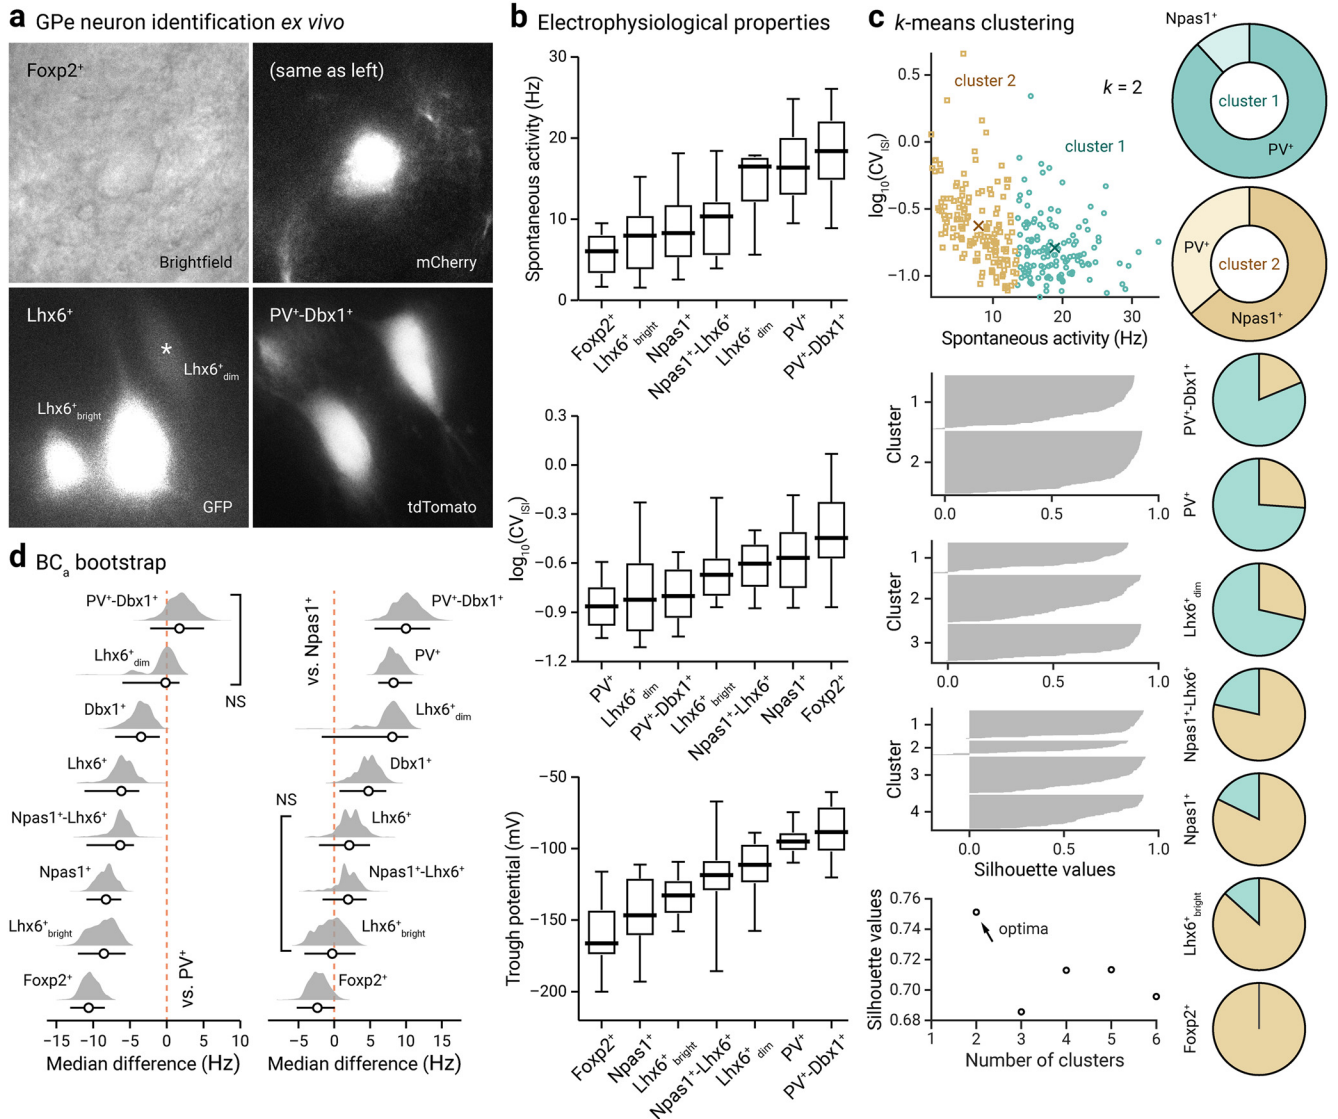 a GPe neuron identification ex vivo
Foxp2⁺
Brightfield
(same as left)
mCherry
Lhx6⁺
*
Lhx6⁺dim
Lhx6⁺bright
GFP
PV⁺-Dbx1⁺
tdTomato
b Electrophysiological properties
Spontaneous activity (Hz)
30
20
10
0
Foxp2⁺
Lhx6⁺bright
Npas1⁺
Npas1⁺-Lhx6⁺
Lhx6⁺dim
PV⁺
PV⁺-Dbx1⁺
log₁₀(CV_ISI)
0.3
0.0
−0.3
−0.6
−0.9
−1.2
PV⁺
Lhx6⁺dim
PV⁺-Dbx1⁺
Lhx6⁺bright
Npas1⁺-Lhx6⁺
Npas1⁺
Foxp2⁺
Trough potential (mV)
−50
−100
−150
−200
Foxp2⁺
Npas1⁺
Lhx6⁺bright
Npas1⁺-Lhx6⁺
Lhx6⁺dim
PV⁺
PV⁺-Dbx1⁺
c k-means clustering
log₁₀(CV_ISI)
0.5
0.0
−0.5
−1.0
cluster 2
k = 2
cluster 1
10 20 30
Spontaneous activity (Hz)
Cluster
1
2
0.0 0.5 1.0
Cluster
1
2
3
0.0 0.5 1.0
Cluster
1
2
3
4
0.0 0.5 1.0
Silhouette values
Silhouette values
0.76
0.74
0.72
0.70
0.68
optima
1 2 3 4 5 6
Number of clusters
Npas1⁺
cluster 1
PV⁺
PV⁺
cluster 2
Npas1⁺
PV⁺-Dbx1⁺
PV⁺
Lhx6⁺dim
Npas1⁺-Lhx6⁺
Npas1⁺
Lhx6⁺bright
Foxp2⁺
d BCa bootstrap
PV⁺-Dbx1⁺
Lhx6⁺dim
NS
Dbx1⁺
Lhx6⁺
Npas1⁺-Lhx6⁺
Npas1⁺
Lhx6⁺bright
Foxp2⁺
vs. PV⁺
−15 −10 −5 0 5 10
Median difference (Hz)
vs. Npas1⁺
PV⁺-Dbx1⁺
PV⁺
Lhx6⁺dim
Dbx1⁺
NS
Lhx6⁺
Npas1⁺-Lhx6⁺
Lhx6⁺bright
Foxp2⁺
−5 0 5 10 15
Median difference (Hz)